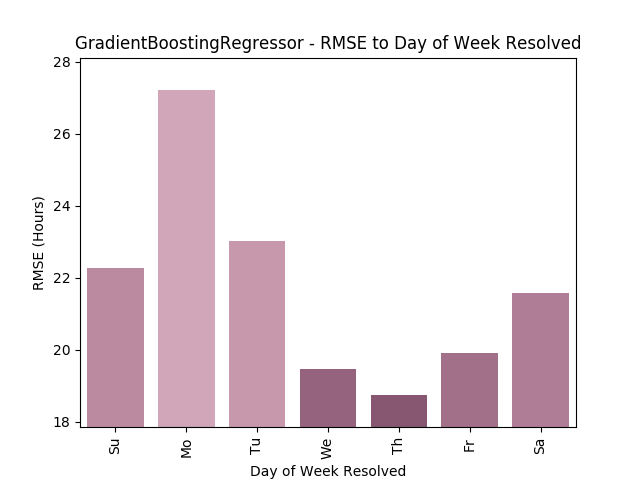 GradientBoostingRegressor - RMSE to Day of Week Resolved
28
26
24
22
20
18
RMSE (Hours)
Su
Mo
Tu
We
Th
Fr
Sa
Day of Week Resolved